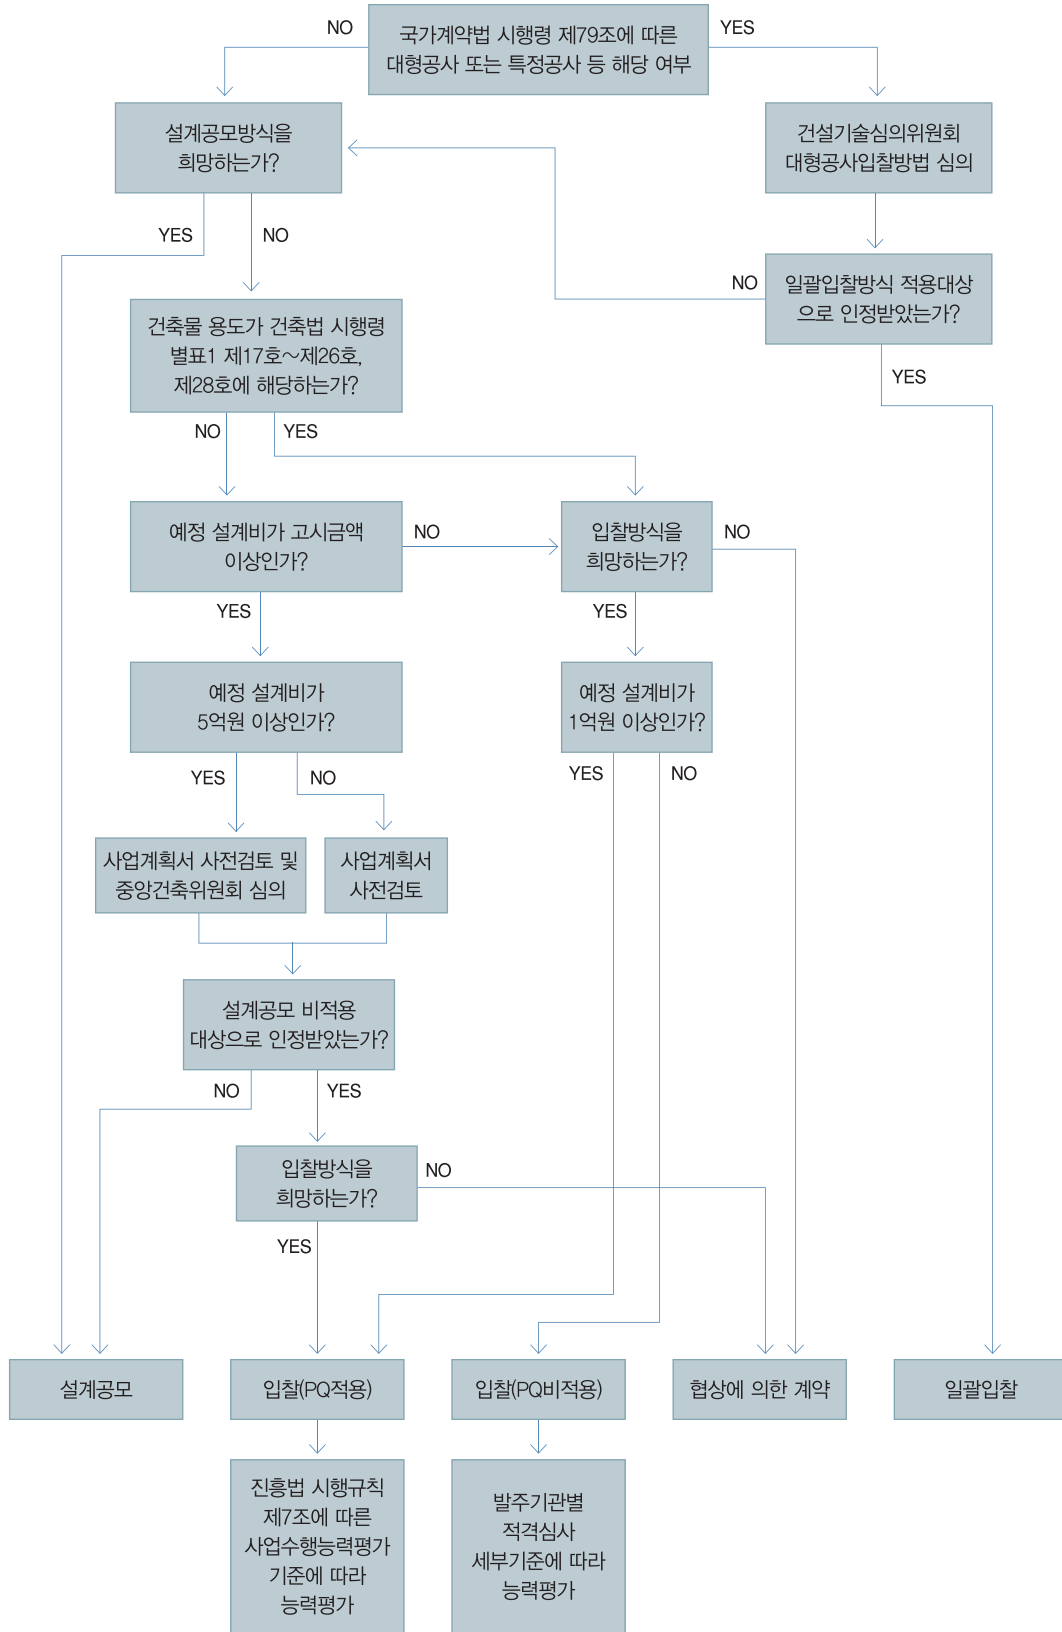 국가계약법 시행령 제79조에 따른
대형공사 또는 특정공사 등 해당 여부
NO
YES
설계공모방식을
희망하는가?
건설기술심의위원회
대형공사입찰방법 심의
YES
NO
일괄입찰방식 적용대상
으로 인정받았는가?
NO
YES
건축물 용도가 건축법 시행령
별표1 제17호~제26호,
제28호에 해당하는가?
NO
YES
예정 설계비가 고시금액
이상인가?
NO
입찰방식을
희망하는가?
NO
YES
YES
예정 설계비가
5억원 이상인가?
예정 설계비가
1억원 이상인가?
YES
NO
YES
NO
사업계획서 사전검토 및
중앙건축위원회 심의
사업계획서
사전검토
설계공모 비적용
대상으로 인정받았는가?
NO
YES
입찰방식을
희망하는가?
NO
YES
설계공모
입찰(PQ적용)
입찰(PQ비적용)
협상에 의한 계약
일괄입찰
진흥법 시행규칙
제7조에 따른
사업수행능력평가
기준에 따라
능력평가
발주기관별
적격심사
세부기준에 따라
능력평가